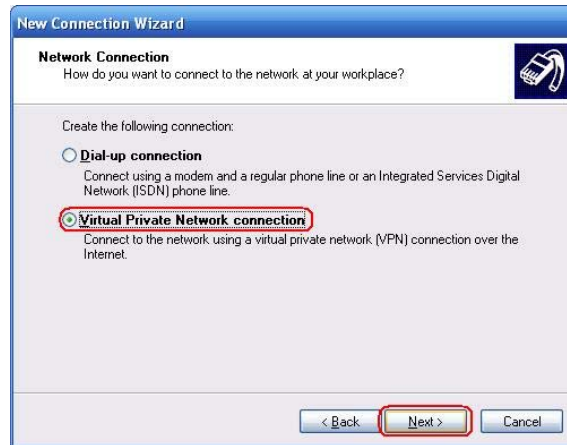 New Connection Wizard
Network Connection
How do you want to connect to the network at your workplace?
Create the following connection:
Dial-up connection
Connect using a modem and a regular phone line or an Integrated Services Digital
Network (ISDN) phone line.
Virtual Private Network connection
Connect to the network using a virtual private network (VPN) connection over the
Internet.
< Back
Next >
Cancel